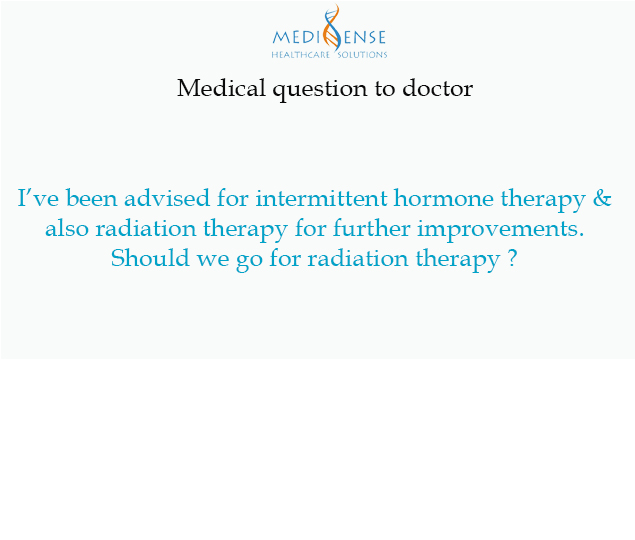 MEDISENSE
HEALTHCARE SOLUTIONS
Medical question to doctor
I've been advised for intermittent hormone therapy &
also radiation therapy for further improvements.
Should we go for radiation therapy ?